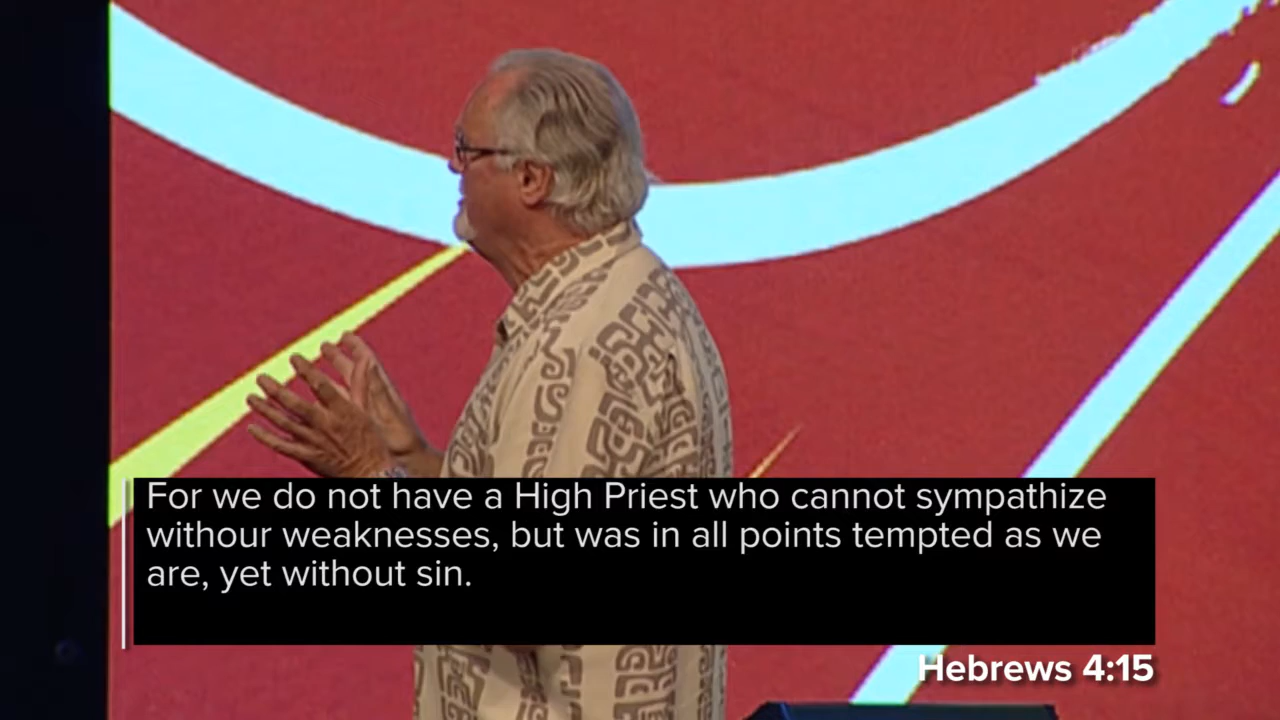 For we do not have a High Priest who cannot sympathize
withour weaknesses, but was in all points tempted as we
are, yet without sin.
Hebrews 4:15